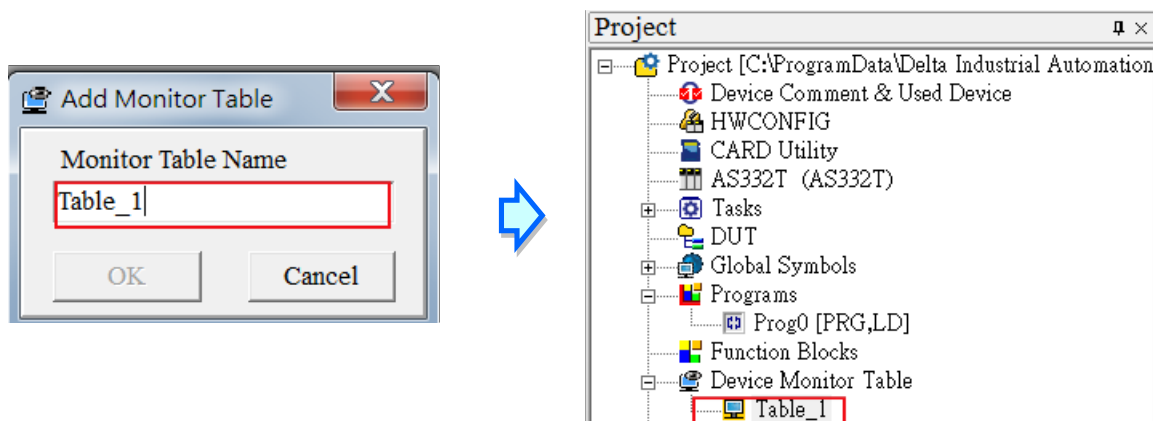 Add Monitor Table
Monitor Table Name
Table_1
OK
Cancel
Project
Project [C:\ProgramData\Delta Industrial Automation
Device Comment & Used Device
HWCONFIG
CARD Utility
AS332T (AS332T)
Tasks
DUT
Global Symbols
Programs
Prog0 [PRG,LD]
Function Blocks
Device Monitor Table
Table_1